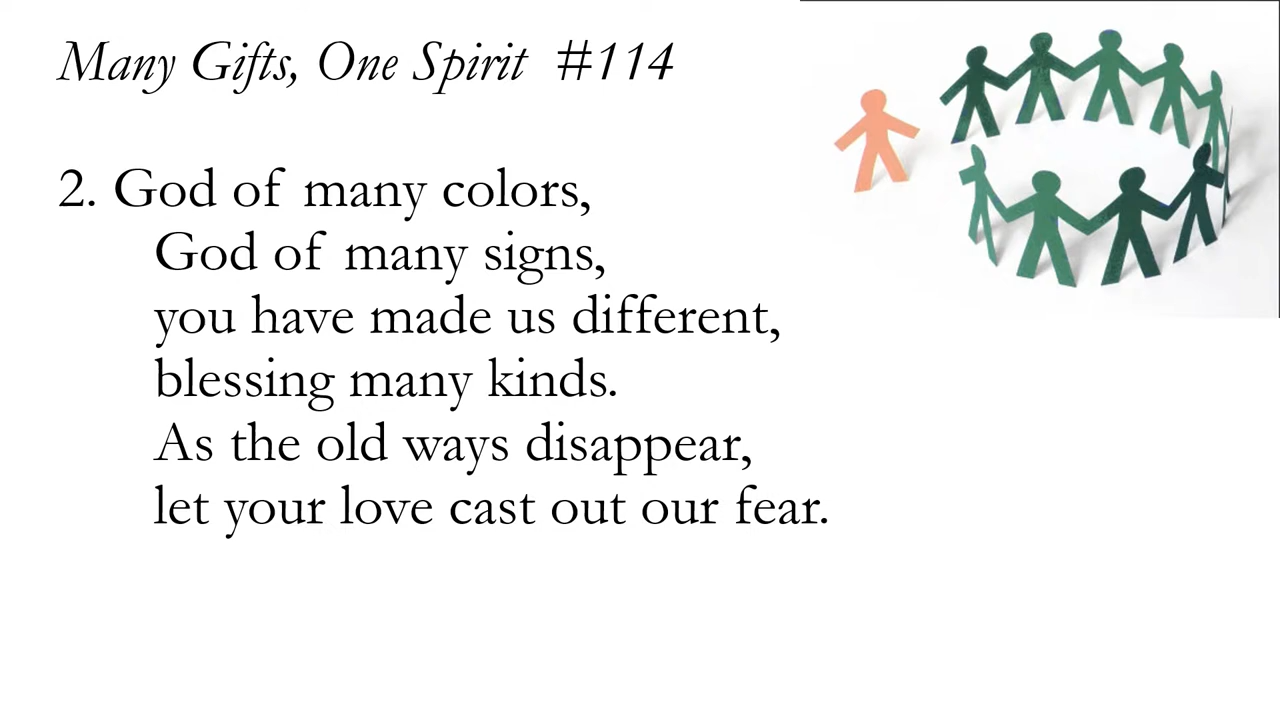 Many Gifts, One Spirit #114
2. God of many colors,
God of many signs,
you have made us different,
blessing many kinds.
As the old ways disappear,
let your love cast out our fear.